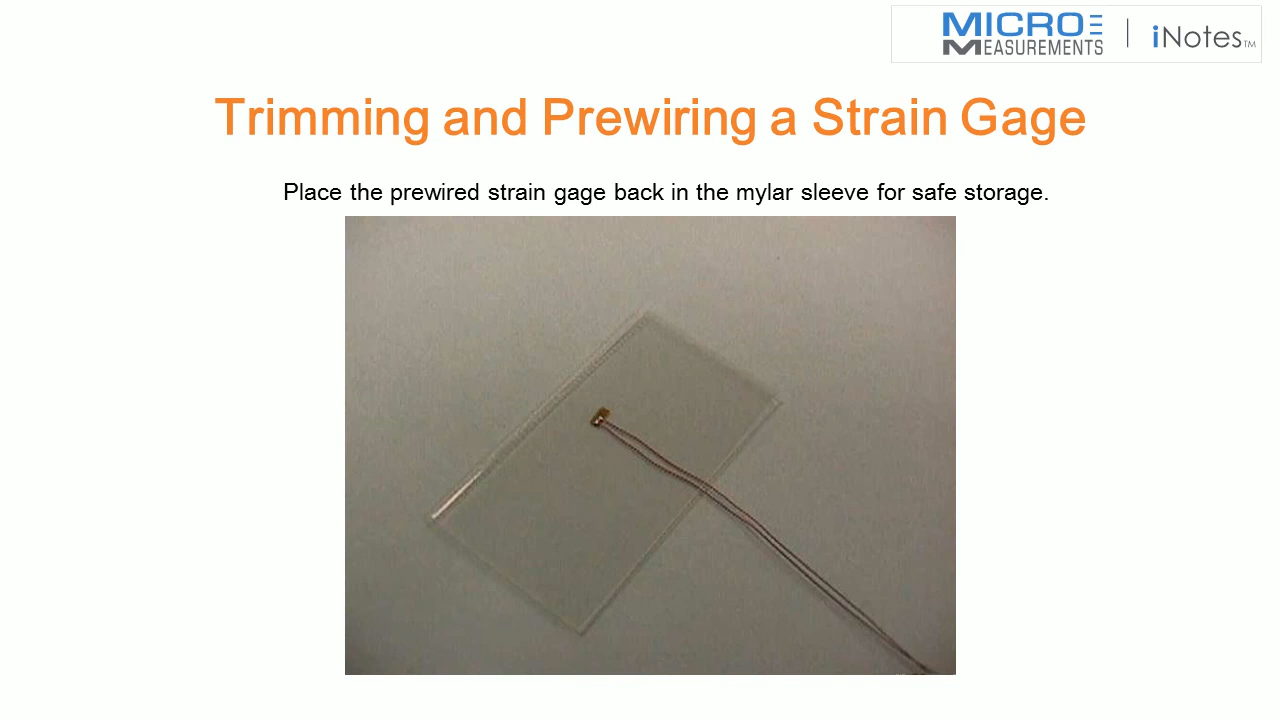 MICRO MEASUREMENTS | iNotes™
Trimming and Prewiring a Strain Gage
Place the prewired strain gage back in the mylar sleeve for safe storage.